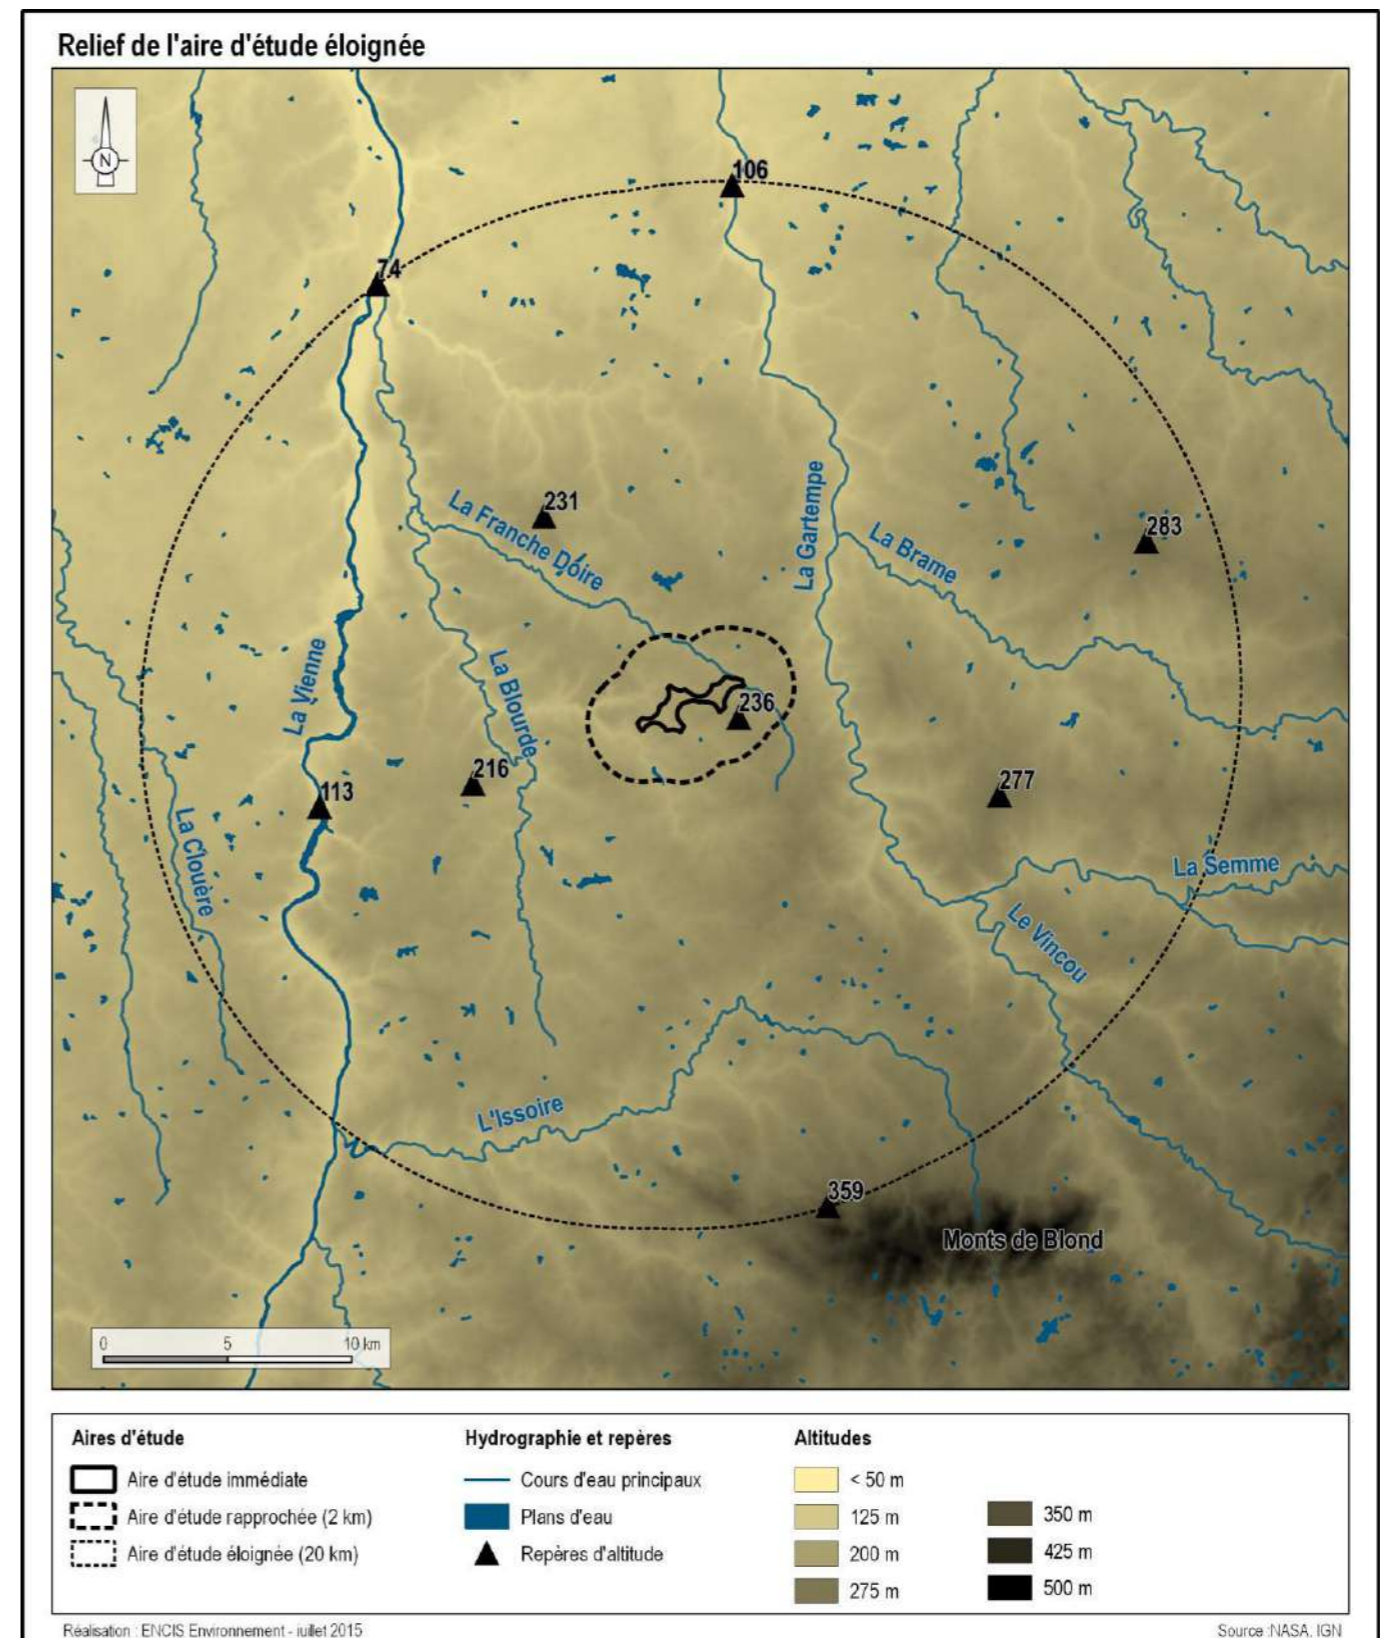 Relief de l'aire d'étude éloignée
N
106
74
231
La Franche Doire
La Gartempe
La Brame
283
La Vienne
La Blourde
236
216
113
277
La Clouère
La Semme
Le Vincou
L'Issoire
359
Monts de Blond
0 5 10 km
Aires d'étude
Aire d'étude immédiate
Aire d'étude rapprochée (2 km)
Aire d'étude éloignée (20 km)
Hydrographie et repères
Cours d'eau principaux
Plans d'eau
Repères d'altitude
Altitudes
< 50 m
125 m
200 m
275 m
350 m
425 m
500 m
Réalisation : ENCIS Environnement - juillet 2015
Source :NASA, IGN